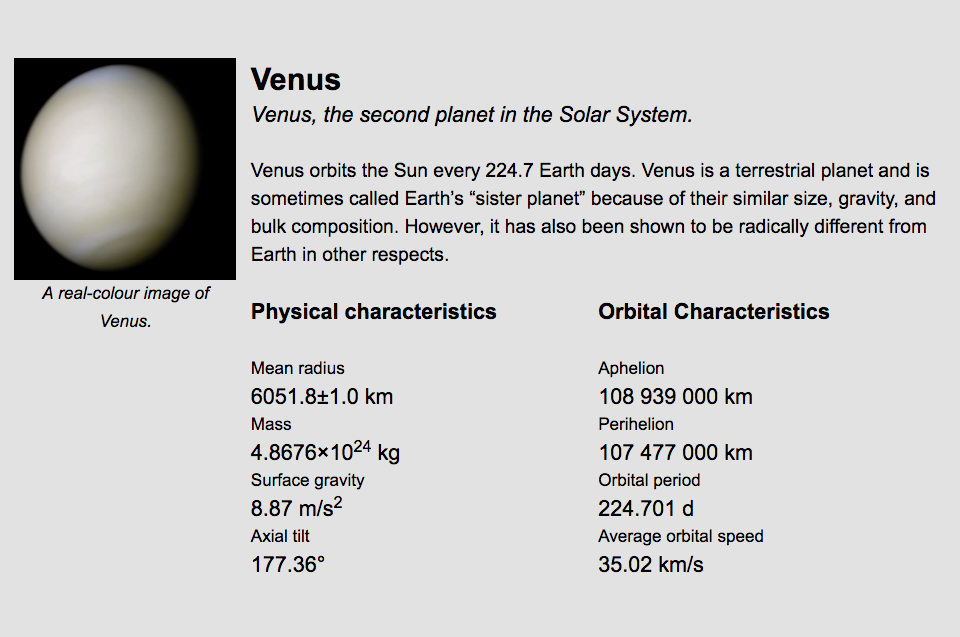 Venus
Venus, the second planet in the Solar System.
Venus orbits the Sun every 224.7 Earth days. Venus is a terrestrial planet and is
sometimes called Earth’s “sister planet” because of their similar size, gravity, and
bulk composition. However, it has also been shown to be radically different from
Earth in other respects.
A real-colour image of
Venus.
Physical characteristics
Mean radius
6051.8±1.0 km
Mass
4.8676×10²⁴ kg
Surface gravity
8.87 m/s²
Axial tilt
177.36°
Orbital Characteristics
Aphelion
108 939 000 km
Perihelion
107 477 000 km
Orbital period
224.701 d
Average orbital speed
35.02 km/s